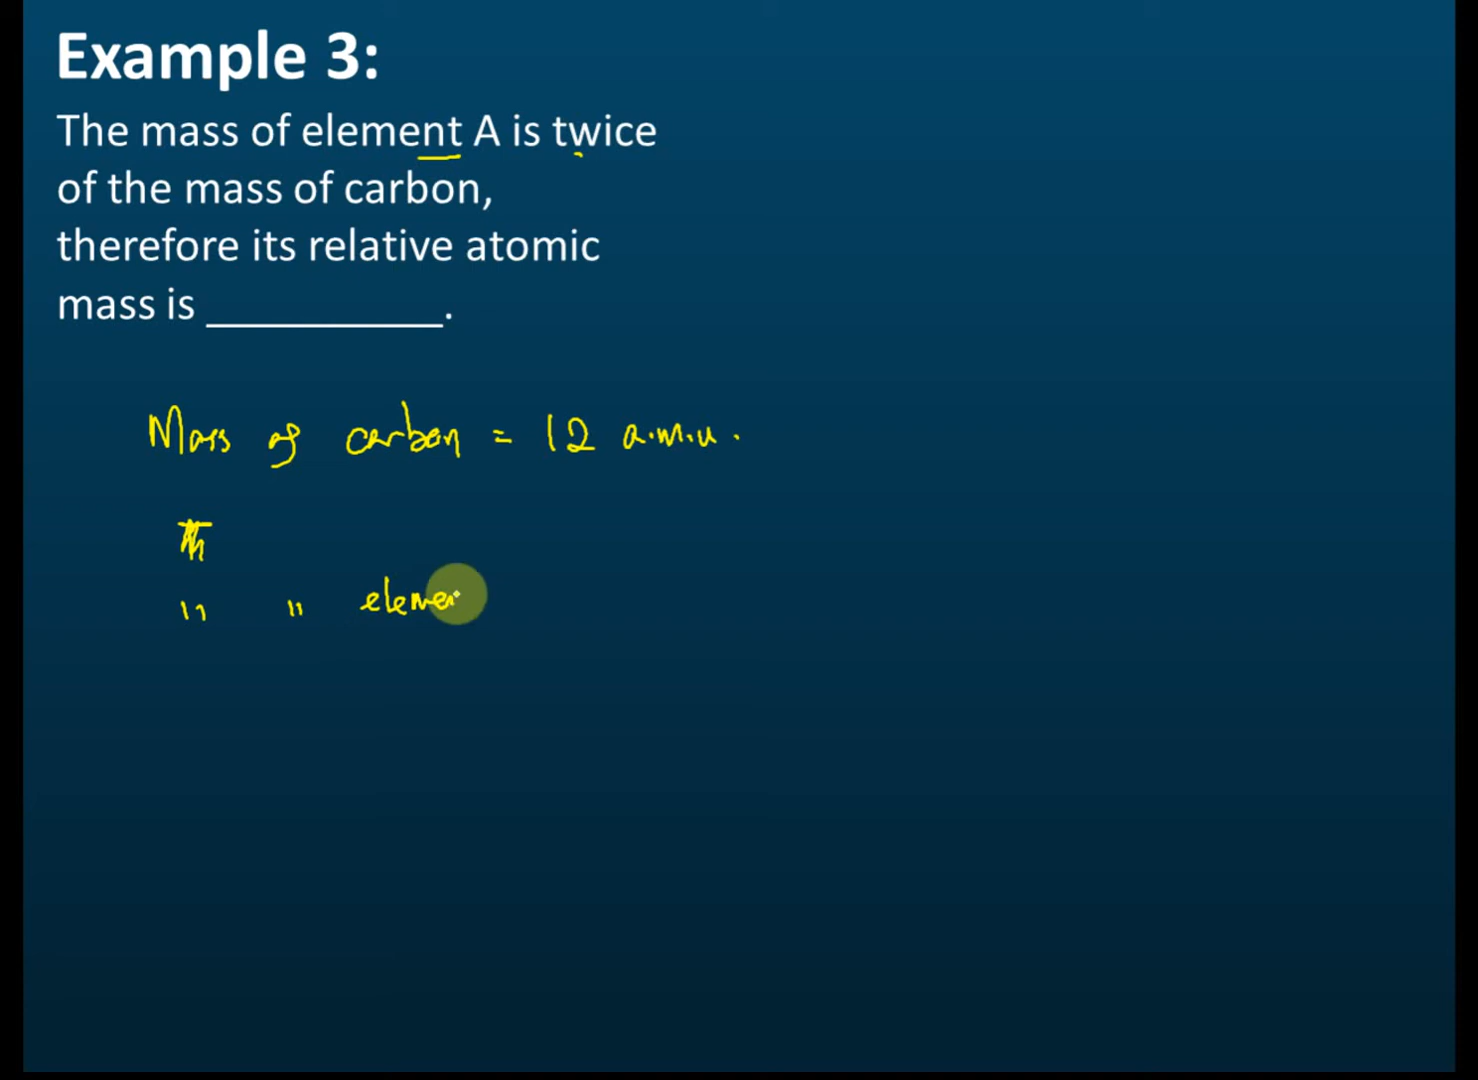 Example 3:
The mass of element A is twice
of the mass of carbon,
therefore its relative atomic
mass is ___________.
Mass of carbon = 12 a.m.u.
" " elemen